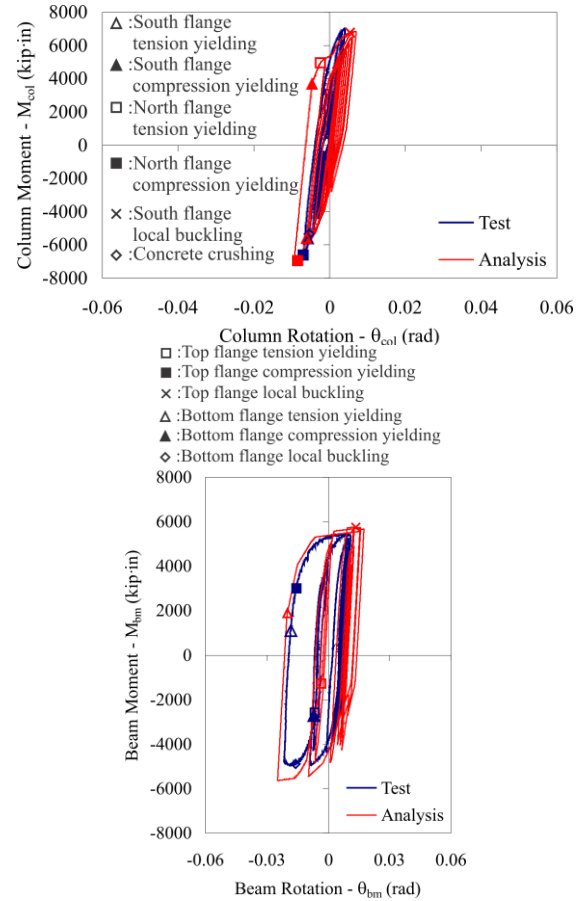 8000
6000
4000
2000
0
-2000
-4000
-6000
-8000
Column Moment - Mcol (kip·in)
:South flange
tension yielding
:South flange
compression yielding
:North flange
tension yielding
:North flange
compression yielding
:South flange
local buckling
:Concrete crushing
Test
Analysis
-0.06 -0.04 -0.02 0 0.02 0.04 0.06
Column Rotation - θcol (rad)
:Top flange tension yielding
:Top flange compression yielding
:Top flange local buckling
:Bottom flange tension yielding
:Bottom flange compression yielding
:Bottom flange local buckling
8000
6000
4000
2000
0
-2000
-4000
-6000
-8000
Beam Moment - Mbm (kip·in)
Test
Analysis
-0.06 -0.03 0 0.03 0.06
Beam Rotation - θbm (rad)